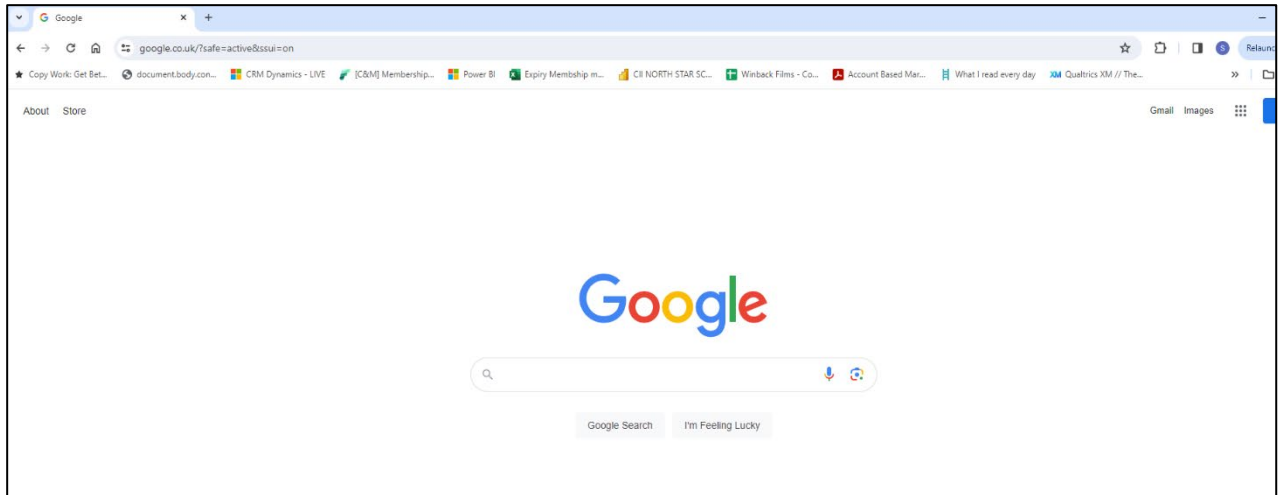 Google
google.co.uk/?safe=active&ssui=on S Relaunc
Copy Work: Get Bet... document.body.con... CRM Dynamics - LIVE [C&M] Membership... Power BI Expiry Membship m... CII NORTH STAR SC... Winback Films - Co... Account Based Mar... What I read every day XM Qualtrics XM // The...
About Store Gmail Images
Google
Google Search I'm Feeling Lucky